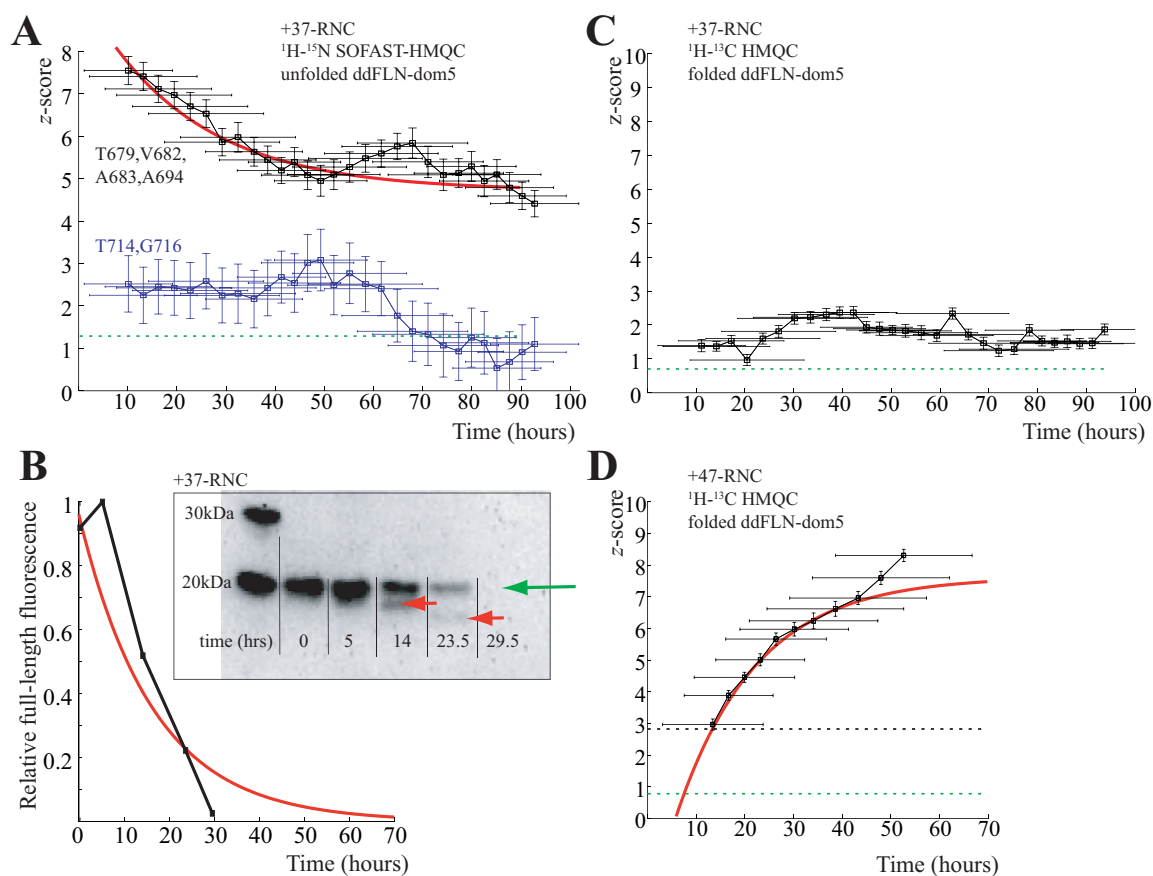 A
+37-RNC
¹H-¹⁵N SOFAST-HMQC
unfolded ddFLN-dom5
z-score
8
7
6
5
4
3
2
1
0
T679,V682,
A683,A694
T714,G716
10 20 30 40 50 60 70 80 90 100
Time (hours)
C
+37-RNC
¹H-¹³C HMQC
folded ddFLN-dom5
z-score
10
9
8
7
6
5
4
3
2
1
0
10 20 30 40 50 60 70 80 90 100
Time (hours)
B
+37-RNC
Relative full-length fluorescence
1
0.8
0.6
0.4
0.2
30kDa
20kDa
time (hrs) 0 5 14 23.5 29.5
0 10 20 30 40 50 60 70
Time (hours)
D
+47-RNC
¹H-¹³C HMQC
folded ddFLN-dom5
z-score
10
9
8
7
6
5
4
3
2
1
0
10 20 30 40 50 60 70
Time (hours)